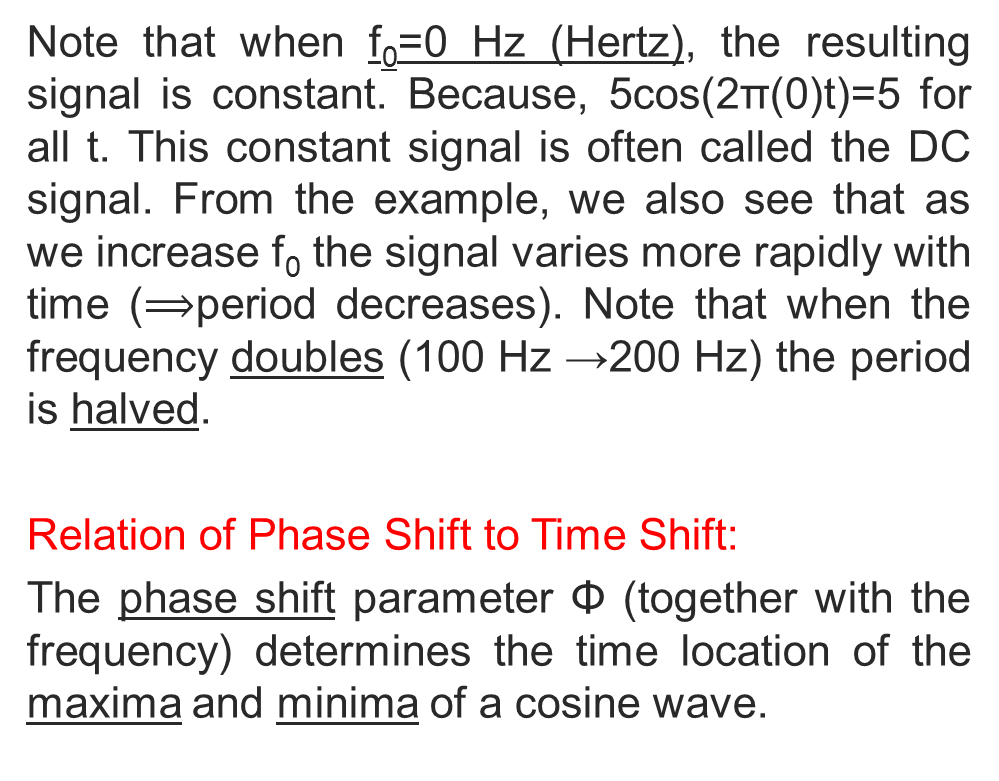 Note that when f₀=0 Hz (Hertz), the resulting
signal is constant. Because, 5cos(2π(0)t)=5 for
all t. This constant signal is often called the DC
signal. From the example, we also see that as
we increase f₀ the signal varies more rapidly with
time (⟹period decreases). Note that when the
frequency doubles (100 Hz →200 Hz) the period
is halved.
Relation of Phase Shift to Time Shift:
The phase shift parameter Φ (together with the
frequency) determines the time location of the
maxima and minima of a cosine wave.